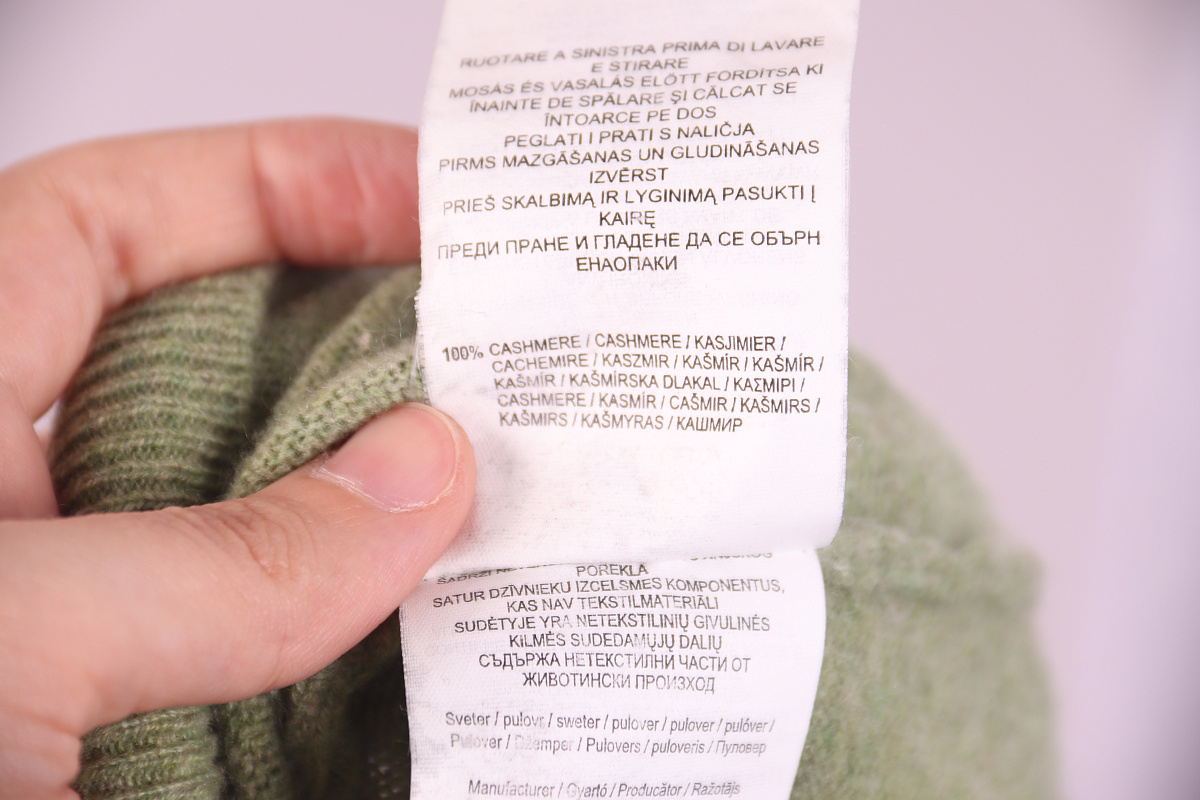 RUOTARE A SINISTRA PRIMA DI LAVARE
E STIRARE
MOSÁS ÉS VASALÁS ELŐTT FORDÍTSA KI
ÎNAINTE DE SPĂLARE ŞI CĂLCAT SE
ÎNTOARCE PE DOS
PEGLATI I PRATI S NALIČJA
PIRMS MAZGĀŠANAS UN GLUDINĀŠANAS
IZVĒRST
PRIEŠ SKALBIMĄ IR LYGINIMĄ PASUKTI Į
KAIRĘ
ПРЕДИ ПРАНЕ И ГЛАДЕНЕ ДА СЕ ОБЪРН
ЕНАОПАКИ
100% CASHMERE / CASHMERE / KASJIMIER /
CACHEMIRE / KASZMIR / KAŠMÍR / KAŠMÍR /
KAŠMÍR / KAŠMÍRSKA DLAKAL / ΚΑΣΜΙΡΙ /
CASHMERE / KASMÍR / CAŠMIR / KAŠMIRS /
KAŠMIRS / KAŠMYRAS / КАШМИР
POREKLA
SATUR DZĪVNIEKU IZCELSMES KOMPONENTUS,
KAS NAV TEKSTILMATERIĀLI
SUDĖTYJE YRA NETEKSTILINIŲ GIVULINĖS
KILMĖS SUDEDAMŲJŲ DALIŲ
СЪДЪРЖА НЕТЕКСТИЛНИ ЧАСТИ ОТ
ЖИВОТИНСКИ ПРОИЗХОД
Sveter / pulovr / sweter / pulover / pulover / pulóver /
Pulover / Džemper / Pulovers / puloveris / Пуловер
Manufacturer / Gyártó / Producător / Ražotājs